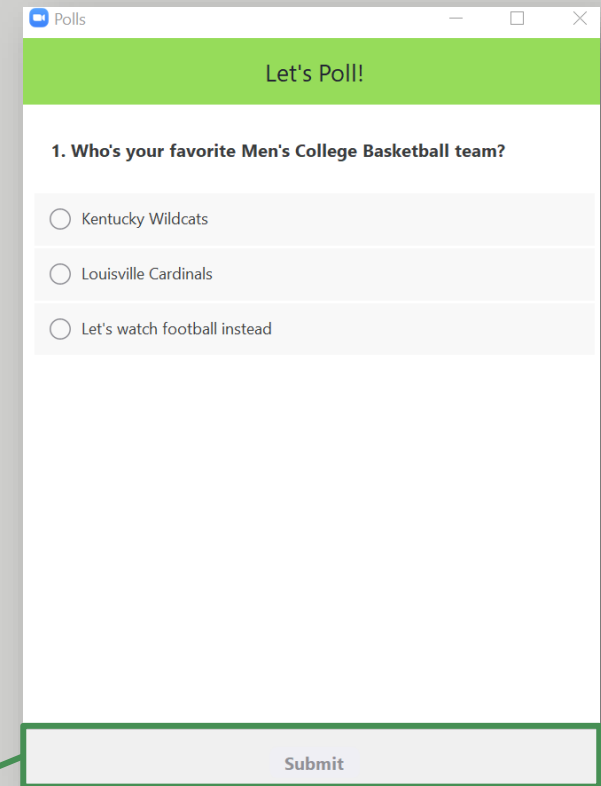 Polls
Let's Poll!
1. Who's your favorite Men's College Basketball team?
Kentucky Wildcats
Louisville Cardinals
Let's watch football instead
Submit